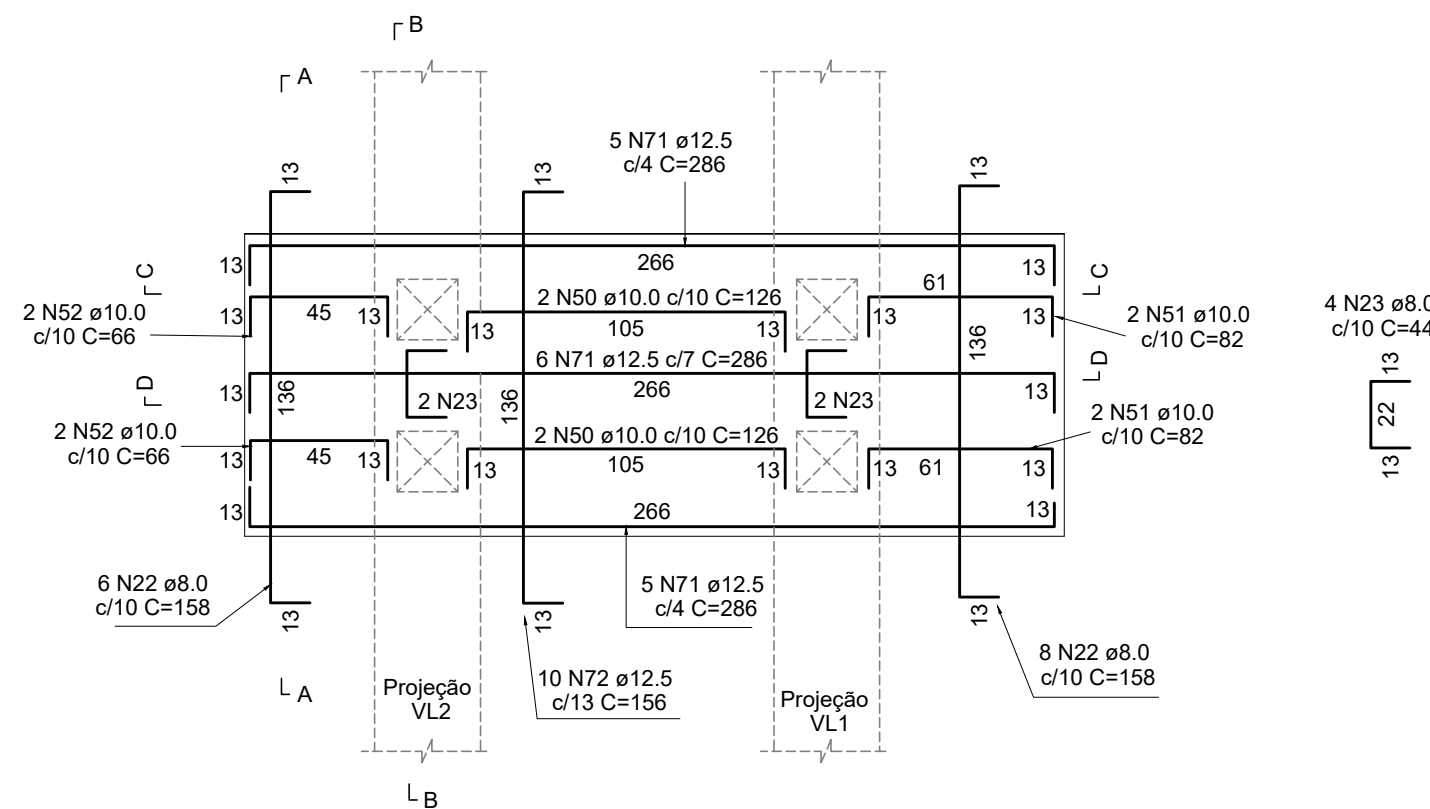 B
A
5 N71 ø12.5
c/4 C=286
13
13
13
C
C
13
266
13
61
2 N50 ø10.0 c/10 C=126
2 N52 ø10.0
c/10 C=66
13
45
13
13
105
13
13
13
2 N51 ø10.0
c/10 C=82
4 N23 ø8.0
c/10 C=44
136
6 N71 ø12.5 c/7 C=286
D
D
13
136
266
13
2 N23
136
2 N23
13
22
13
2 N51 ø10.0
c/10 C=82
2 N52 ø10.0
c/10 C=66
2 N50 ø10.0 c/10 C=126
13
45
13
13
105
13
13
61
13
13
266
13
6 N22 ø8.0
c/10 C=158
13
13
5 N71 ø12.5
c/4 C=286
13
8 N22 ø8.0
c/10 C=158
A
Projeção
VL2
10 N72 ø12.5
c/13 C=156
Projeção
VL1
B